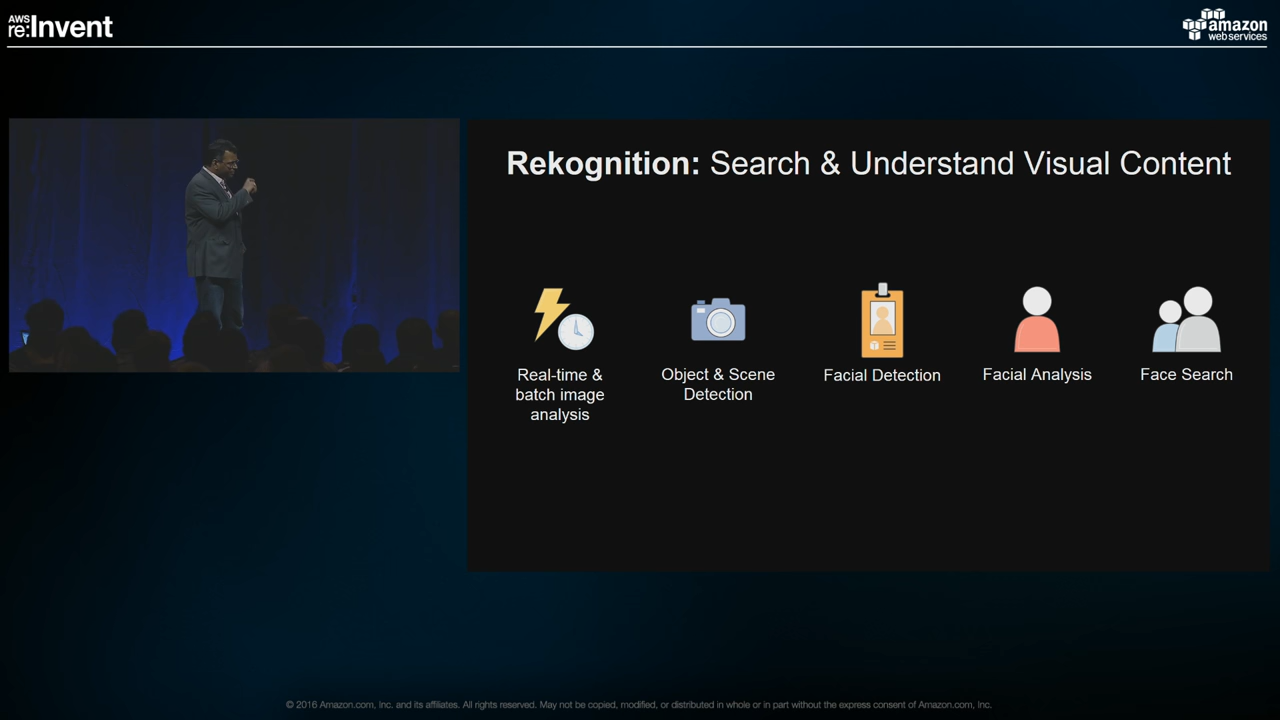 AWS
re:Invent
amazon
web services
Rekognition: Search & Understand Visual Content
Real-time &
batch image
analysis
Object & Scene
Detection
Facial Detection
Facial Analysis
Face Search
© 2016 Amazon.com, Inc. and its affiliates. All rights reserved. May not be copied, modified, or distributed in whole or in part without the express consent of Amazon.com, Inc.